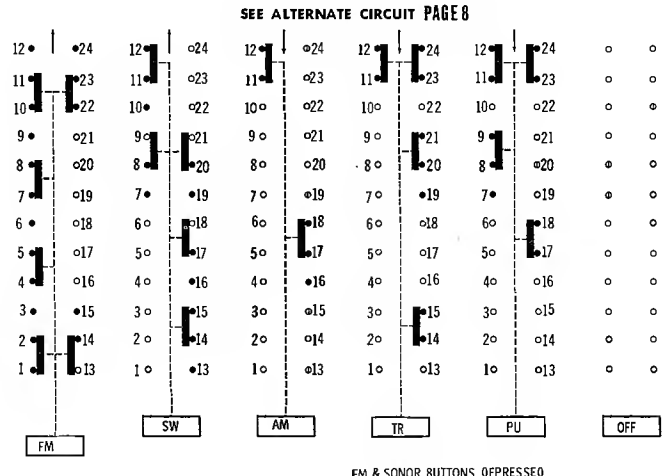 SEE ALTERNATE CIRCUIT PAGE 8
12 24 12 24 12 24 12 24 12 24
11 23 11 23 11 23 11 23 11 23
10 22 10 22 10 22 10 22 10 22
9 21 9 21 9 21 9 21 9 21
8 20 8 20 8 20 8 20 8 20
7 19 7 19 7 19 7 19 7 19
6 18 6 18 6 18 6 18 6 18
5 17 5 17 5 17 5 17 5 17
4 16 4 16 4 16 4 16 4 16
3 15 3 15 3 15 3 15 3 15
2 14 2 14 2 14 2 14 2 14
1 13 1 13 1 13 1 13 1 13
FM SW AM TR PU OFF
FM & SONOR BUTTONS DEPRESSED